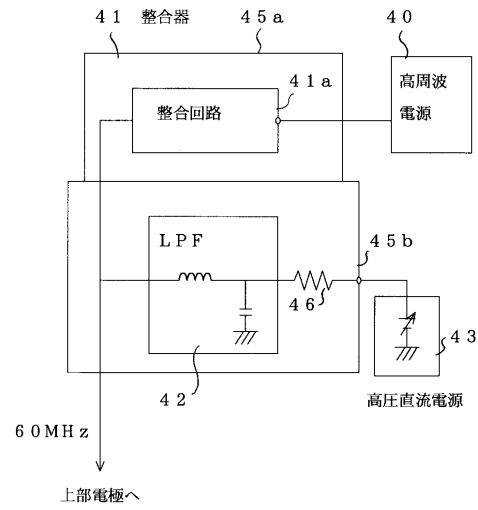 41 整合器
45a
40
高周波
電源
41a
整合回路
LPF
45b
46
43
42
高圧直流電源
60MHz
上部電極へ